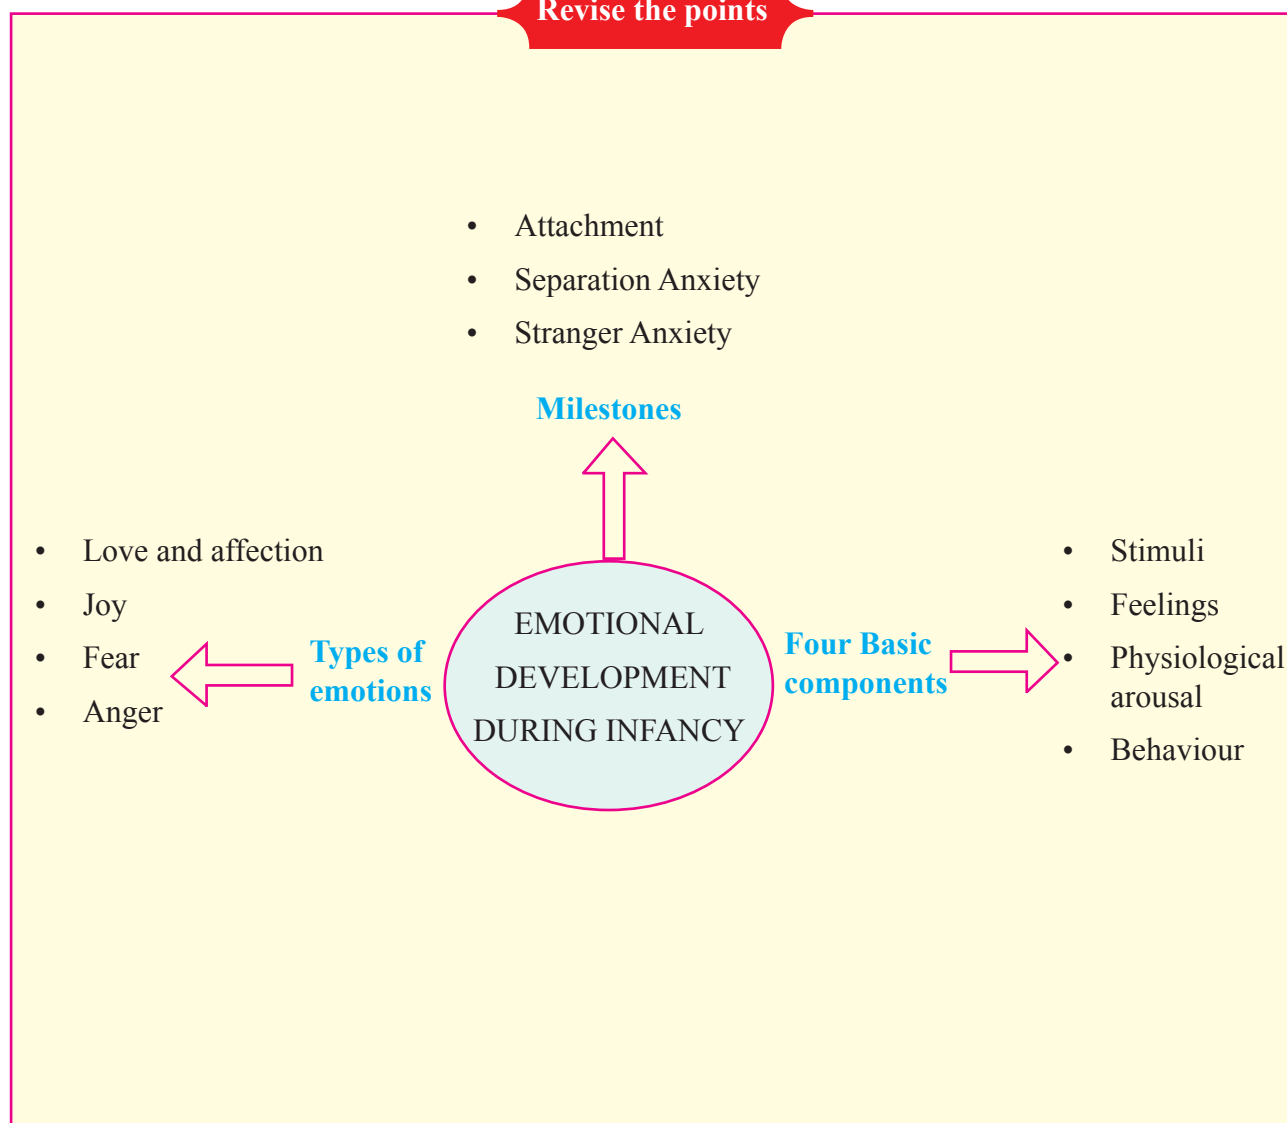 Revise the points
• Attachment
• Separation Anxiety
• Stranger Anxiety
Milestones
• Love and affection
• Joy
• Fear
• Anger
Types of
emotions
EMOTIONAL
DEVELOPMENT
DURING INFANCY
Four Basic
components
• Stimuli
• Feelings
• Physiological
arousal
• Behaviour